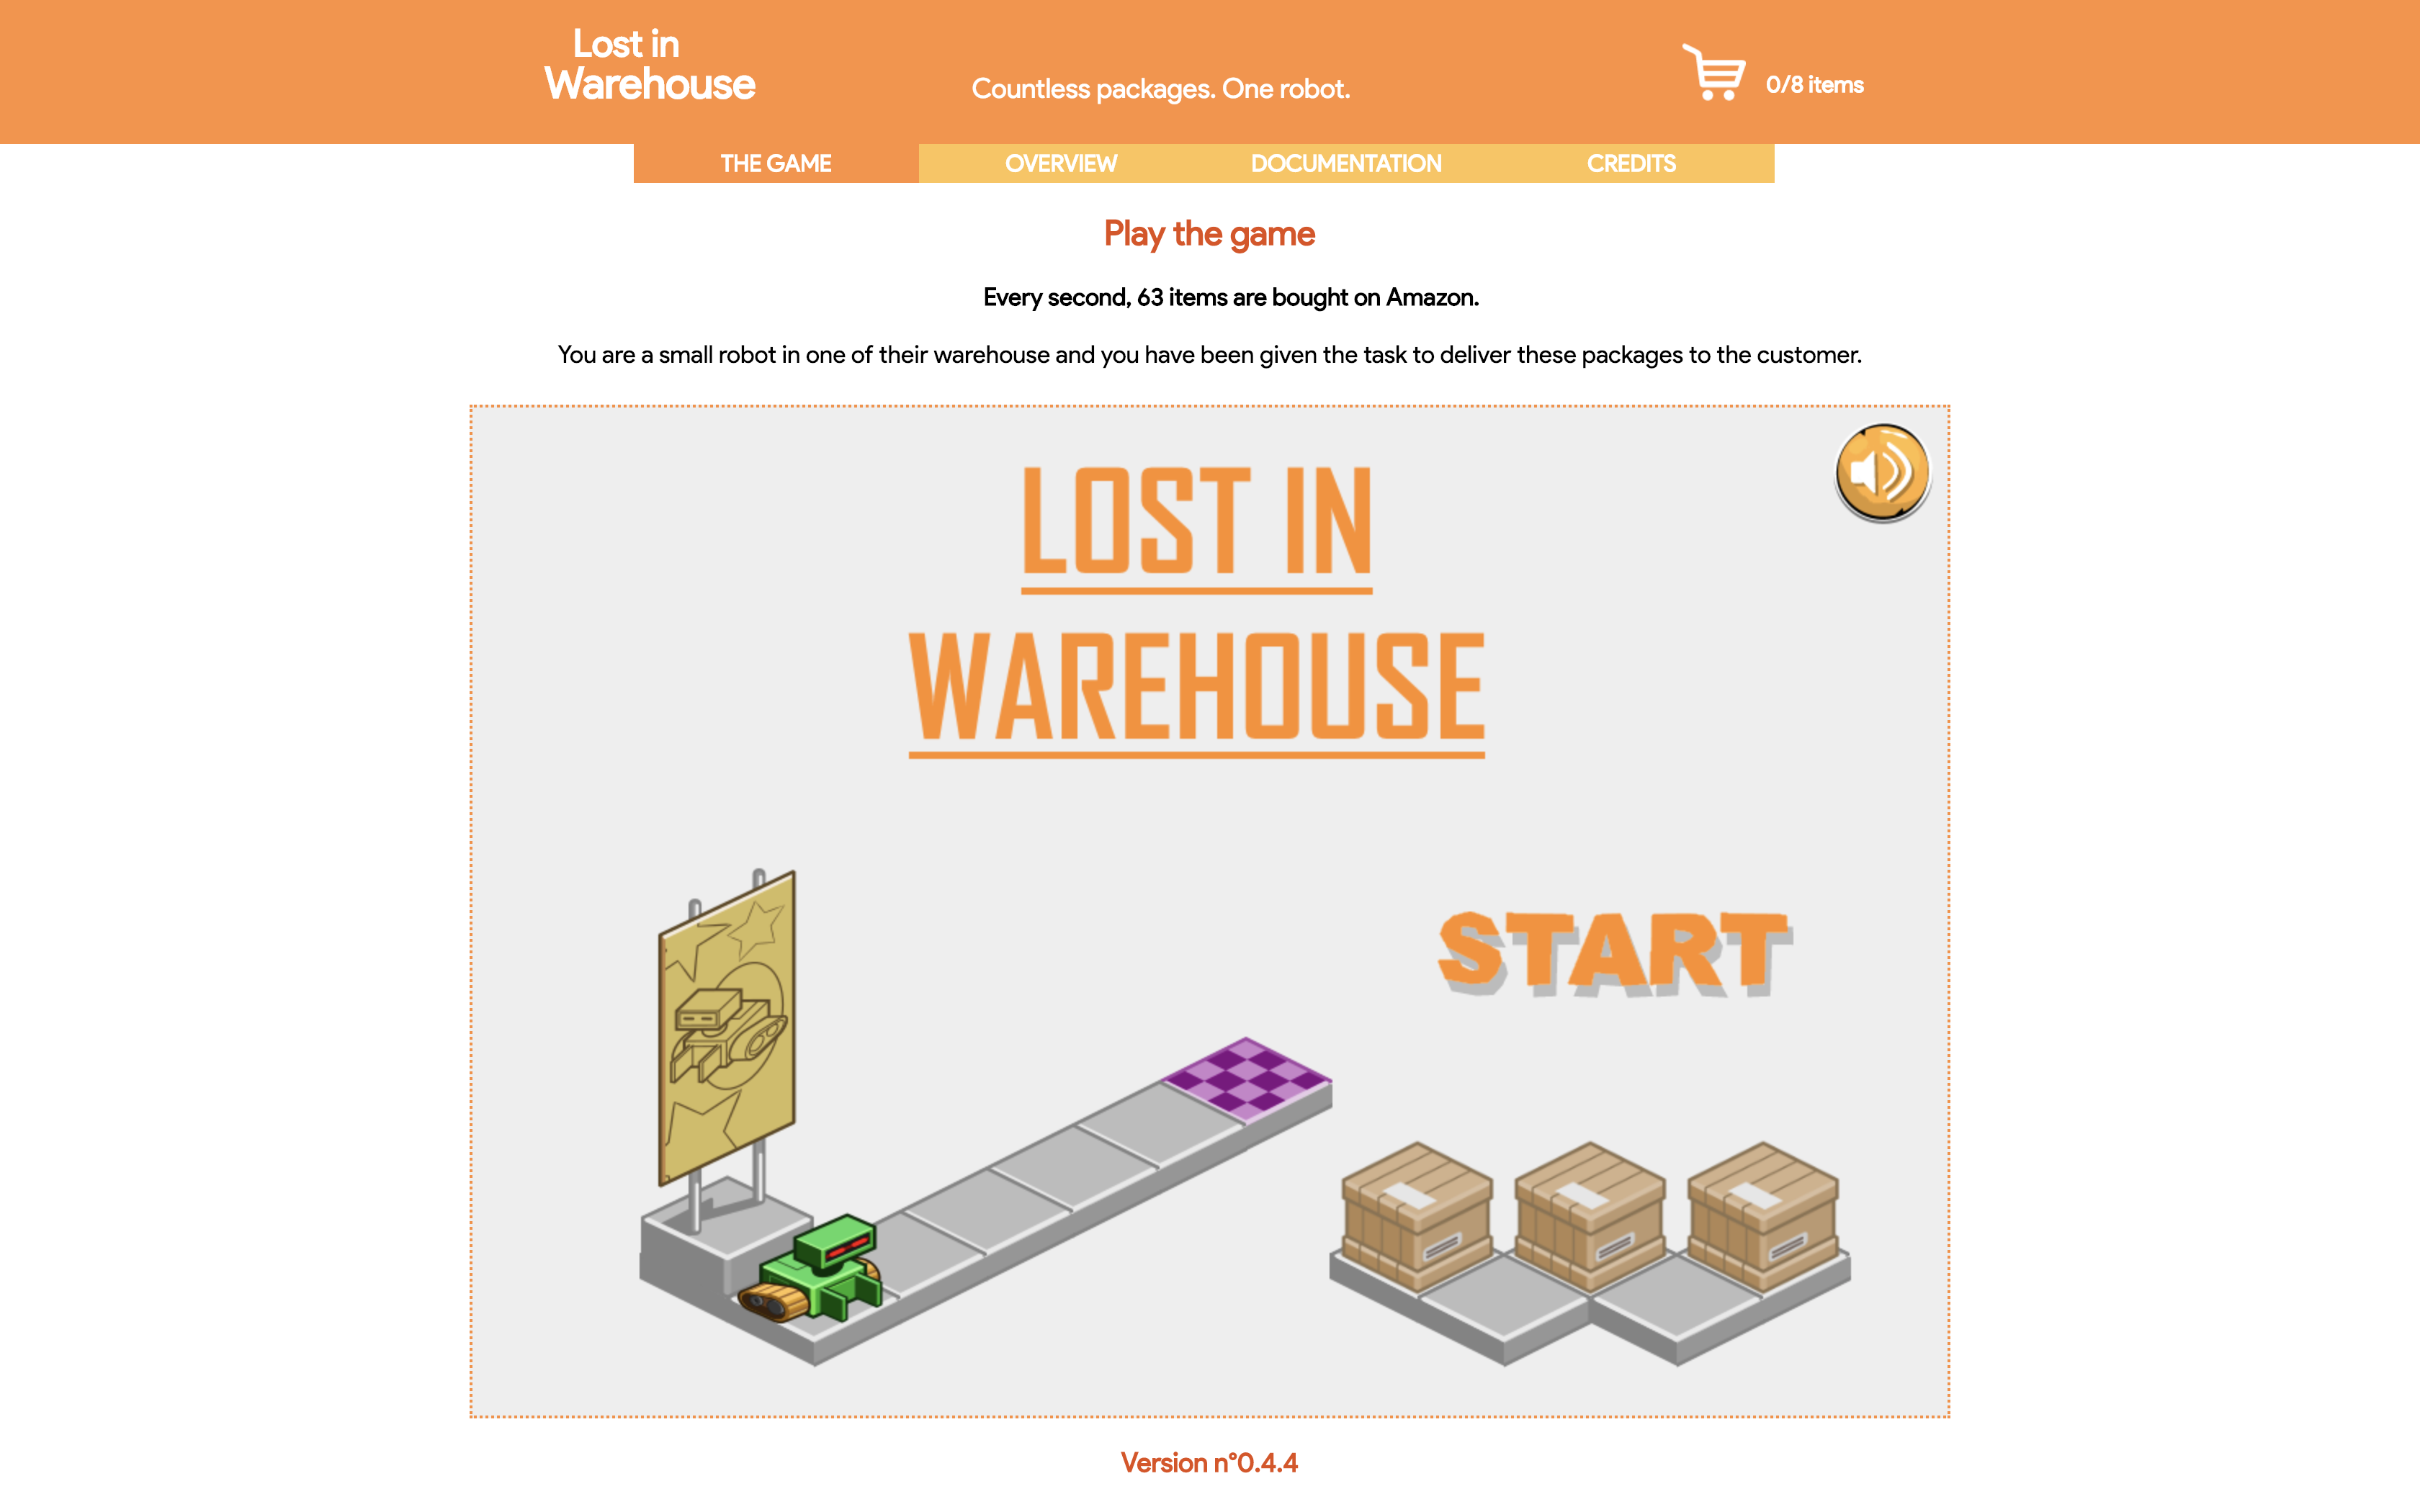 Lost in
Warehouse
Countless packages. One robot.
0/8 items
THE GAME
OVERVIEW
DOCUMENTATION
CREDITS
Play the game
Every second, 63 items are bought on Amazon.
You are a small robot in one of their warehouse and you have been given the task to deliver these packages to the customer.
LOST IN
WAREHOUSE
START
Version n°0.4.4